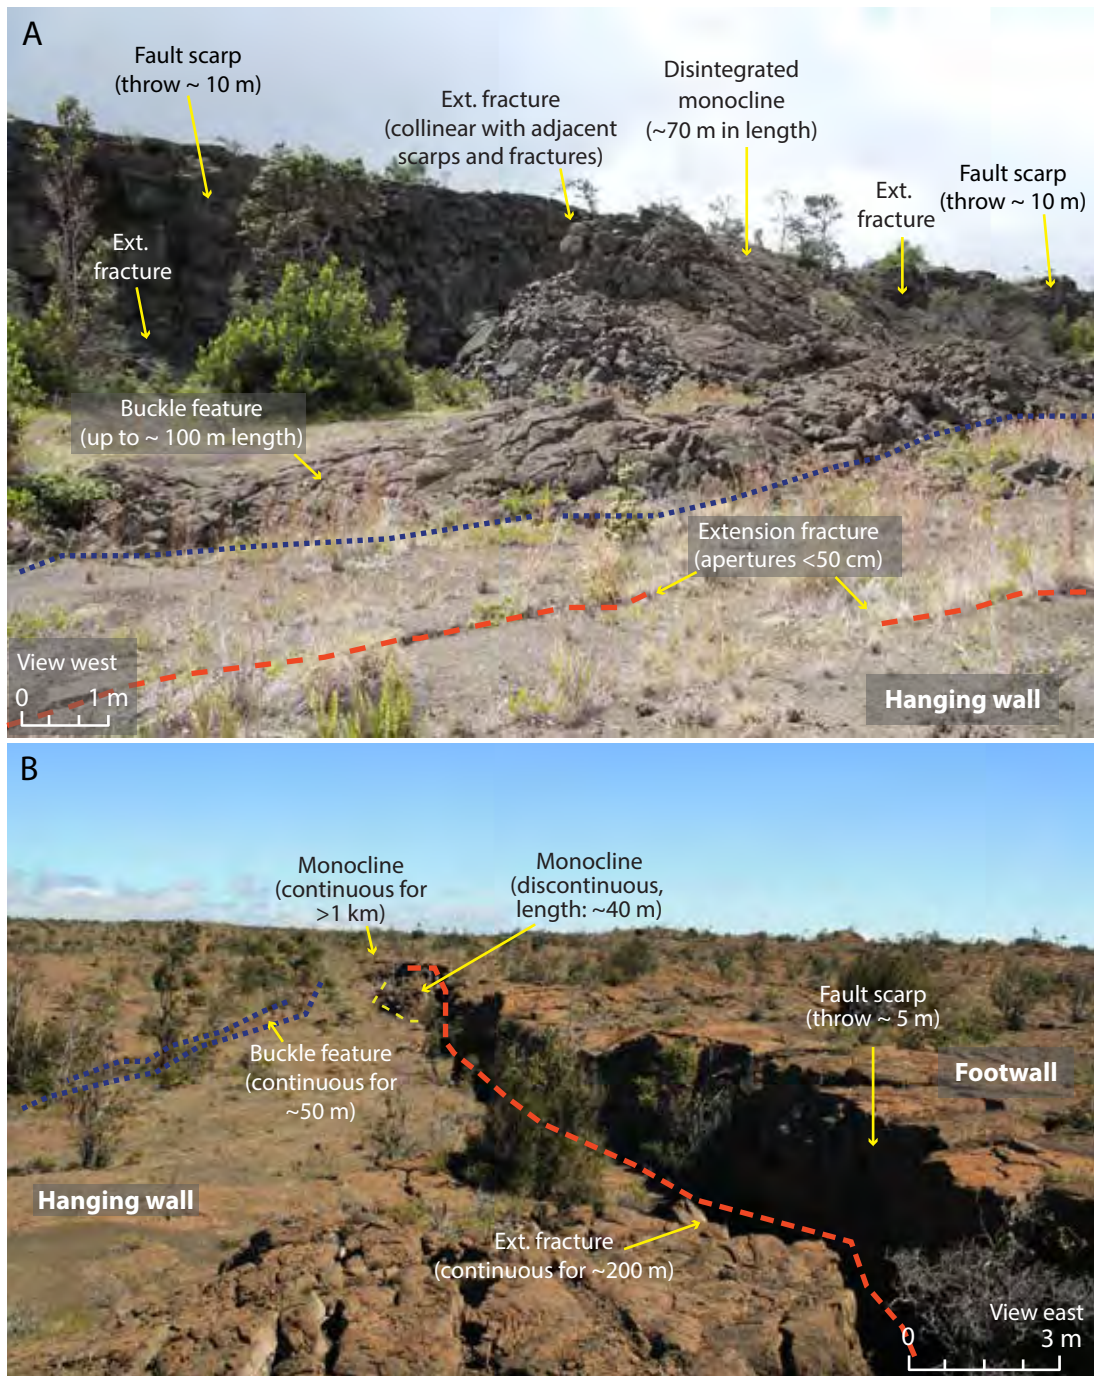 A
Fault scarp
(throw ~ 10 m)
Ext. fracture
(collinear with adjacent
scarps and fractures)
Disintegrated
monocline
(~70 m in length)
Ext.
fracture
Fault scarp
(throw ~ 10 m)
Ext.
fracture
Buckle feature
(up to ~ 100 m length)
Extension fracture
(apertures <50 cm)
View west
0 1 m
Hanging wall
B
Monocline
(continuous for
>1 km)
Monocline
(discontinuous,
length: ~40 m)
Fault scarp
(throw ~ 5 m)
Buckle feature
(continuous for
~50 m)
Footwall
Hanging wall
Ext. fracture
(continuous for ~200 m)
View east
0 3 m